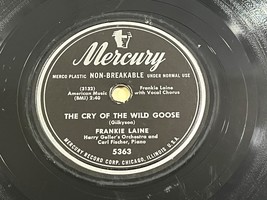 Mercury
MERCO PLASTIC NON-BREAKABLE UNDER NORMAL USE
(3133)
American Music
(BMI) 2:40
Frankie Laine
with Vocal Chorus
THE CRY OF THE WILD GOOSE
(Gilkyson)
FRANKIE LAINE
Harry Geller's Orchestra and
Carl Fischer, Piano
5363
MERCURY RECORD CORP. CHICAGO, ILLINOIS, U.S.A.